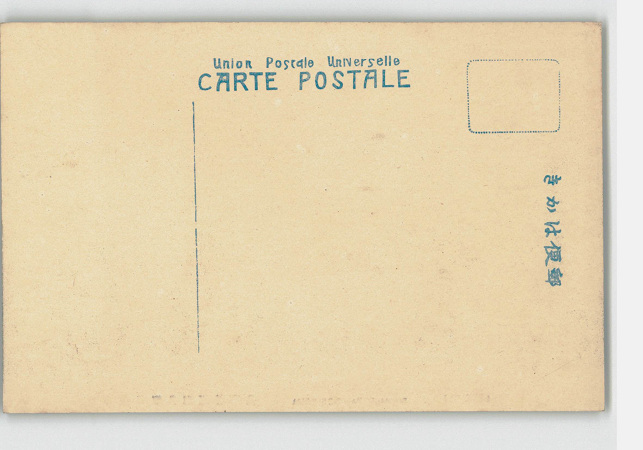 Union Postale Universelle
CARTE POSTALE
きかは便郵